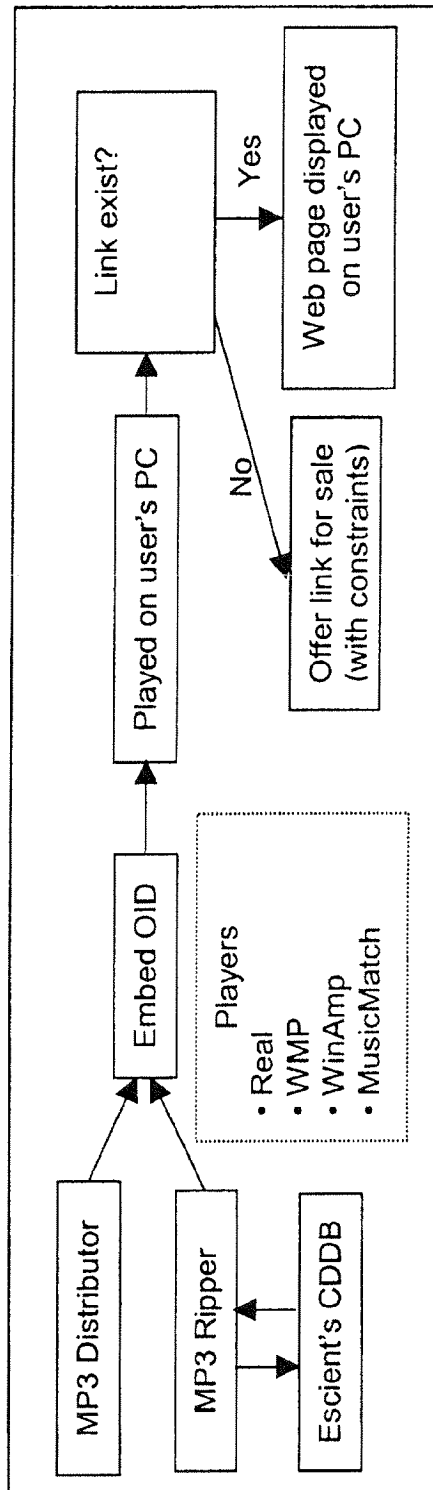 MP3 Distributor
MP3 Ripper
Escient's CDDB
Embed OID
Players
• Real
• WMP
• WinAmp
• MusicMatch
Played on user's PC
Link exist?
No
Yes
Offer link for sale
(with constraints)
Web page displayed
on user's PC